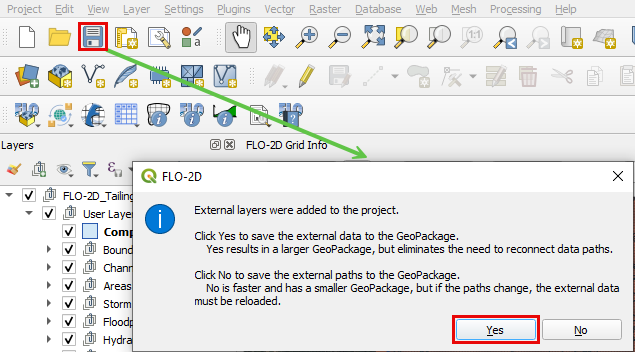 Project Edit View Layer Settings Plugins Vector Raster Database Web Mesh Processing Help
Layers
FLO-2D Grid Info
FLO-2D_Tailing
User Laye
Comp
Bound
Chann
Areas
Storm
Floodp
Hydra
FLO-2D
External layers were added to the project.
Click Yes to save the external data to the GeoPackage.
Yes results in a larger GeoPackage, but eliminates the need to reconnect data paths.
Click No to save the external paths to the GeoPackage.
No is faster and has a smaller GeoPackage, but if the paths change, the external data
must be reloaded.
Yes
No